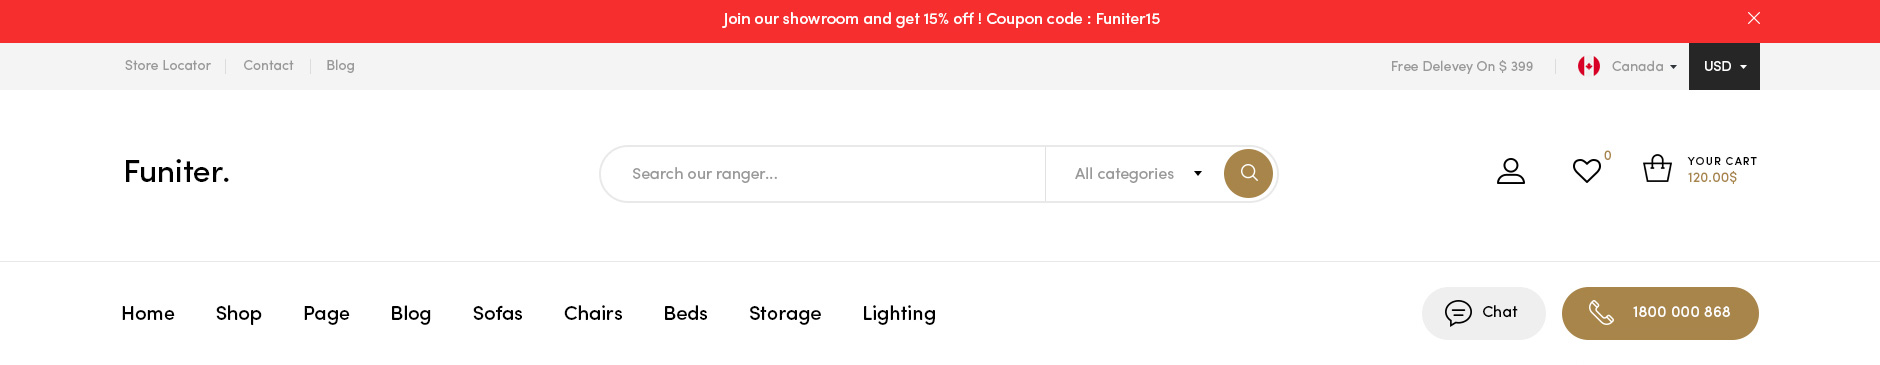 Join our showroom and get 15% off ! Coupon code : Funiter15
Store Locator
Contact
Blog
Free Delevey On $ 399
Canada
USD
Funiter.
Search our ranger...
All categories
0
YOUR CART
120.00$
Home
Shop
Page
Blog
Sofas
Chairs
Beds
Storage
Lighting
Chat
1800 000 868